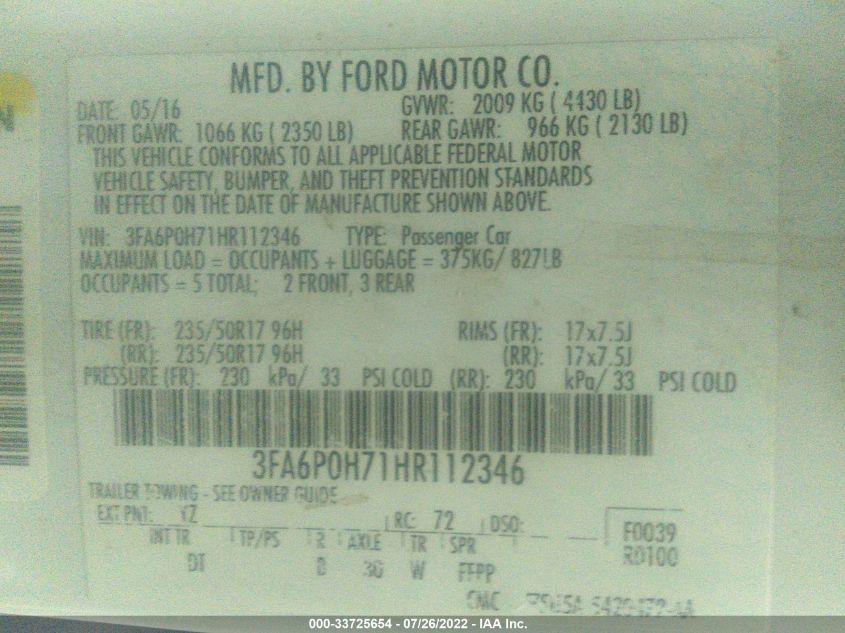 MFD. BY FORD MOTOR CO.
DATE: 05/16 GVWR: 2009 KG ( 4430 LB)
FRONT GAWR: 1066 KG ( 2350 LB) REAR GAWR: 966 KG ( 2130 LB)
THIS VEHICLE CONFORMS TO ALL APPLICABLE FEDERAL MOTOR
VEHICLE SAFETY, BUMPER, AND THEFT PREVENTION STANDARDS
IN EFFECT ON THE DATE OF MANUFACTURE SHOWN ABOVE.
VIN: 3FA6P0H71HR112346 TYPE: Passenger Car
MAXIMUM LOAD = OCCUPANTS + LUGGAGE = 375KG/ 827LB
OCCUPANTS = 5 TOTAL; 2 FRONT, 3 REAR
TIRE (FR): 235/50R17 96H RIMS (FR): 17x7.5J
(RR): 235/50R17 96H (RR): 17x7.5J
PRESSURE (FR): 230 kPa/ 33 PSI COLD (RR): 230 kPa/ 33 PSI COLD
3FA6P0H71HR112346
TRAILER TOWING - SEE OWNER GUIDE
EXT PNT: YZ RC: 72 DSO: F0039
INT TR TP/PS R AXLE TR SPR R0100
DT 3G W FFPP
000-33725654 - 07/26/2022 - IAA Inc.